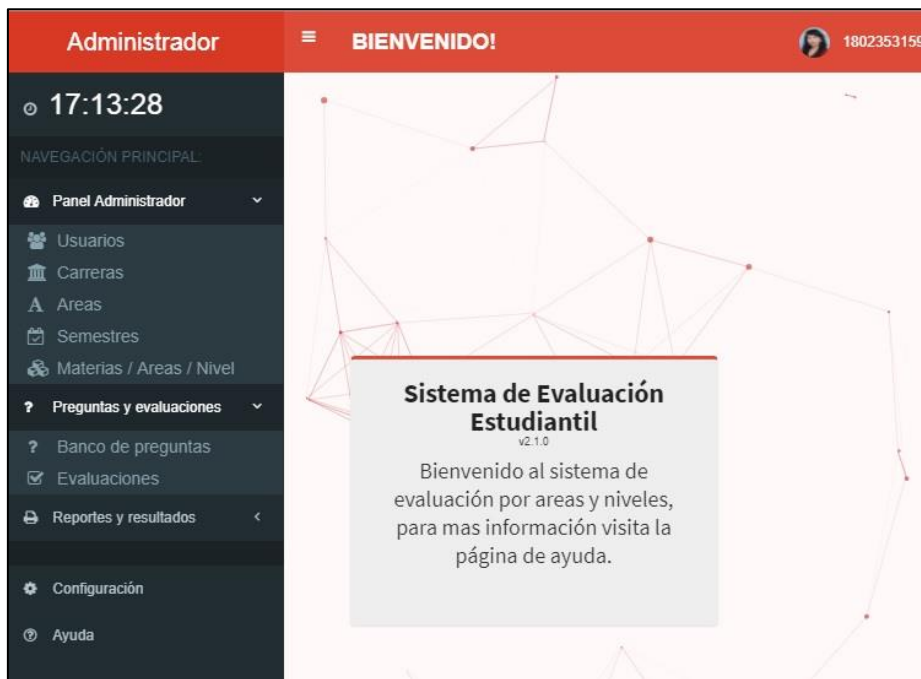 Administrador
BIENVENIDO!
1802353159
17:13:28
NAVEGACIÓN PRINCIPAL:
Panel Administrador
Usuarios
Carreras
Areas
Semestres
Materias / Areas / Nivel
Preguntas y evaluaciones
Banco de preguntas
Evaluaciones
Reportes y resultados
Configuración
Ayuda
Sistema de Evaluación
Estudiantil
v2.1.0
Bienvenido al sistema de
evaluación por areas y niveles,
para mas información visita la
página de ayuda.